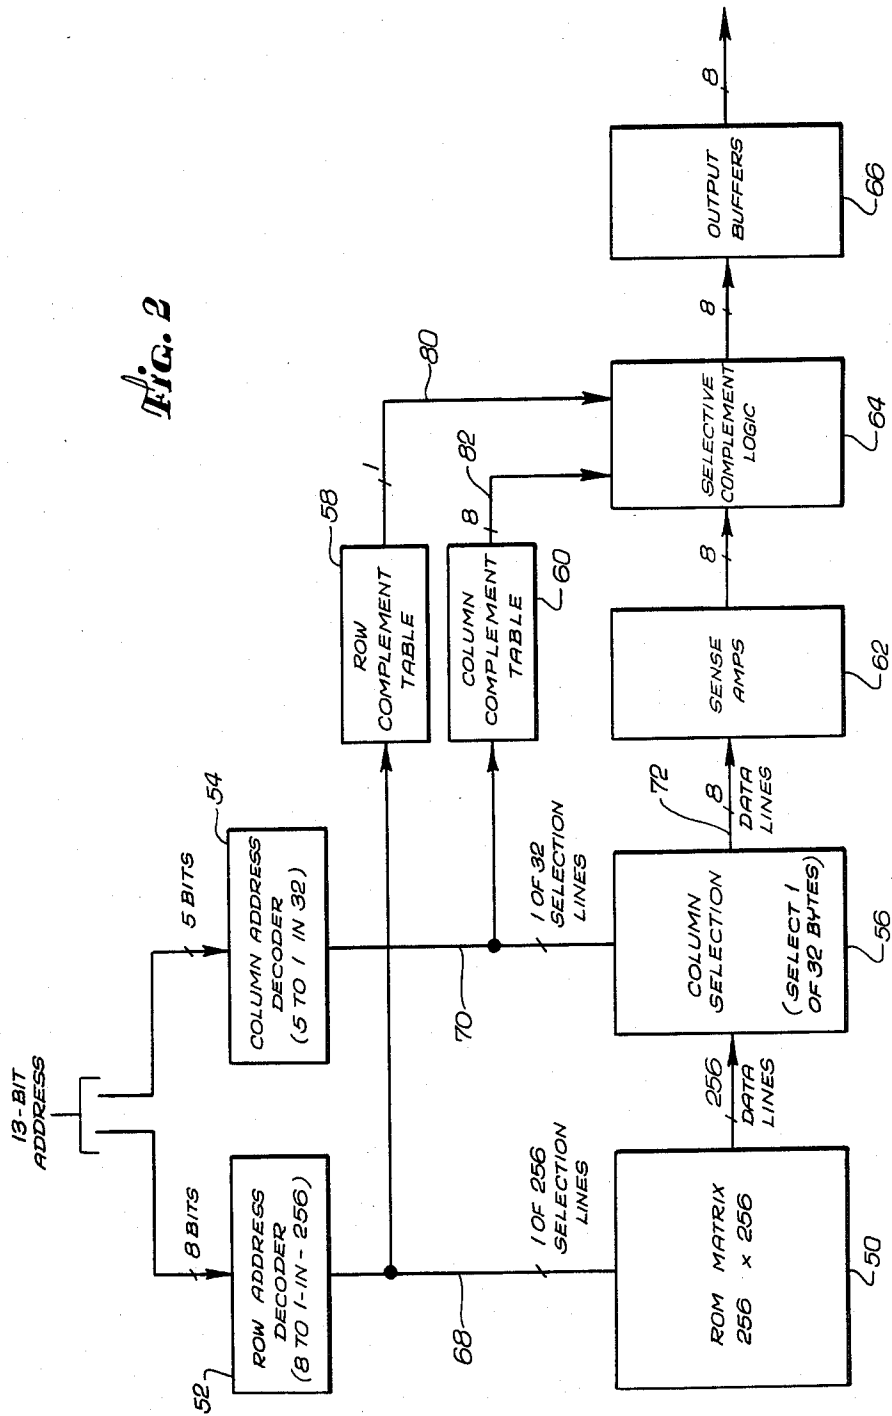 Fig. 2
13-BIT
ADDRESS
8 BITS
5 BITS
52
ROW ADDRESS
DECODER
(8 TO 1-IN-256)
54
COLUMN ADDRESS
DECODER
(5 TO 1 IN 32)
58
ROW
COMPLEMENT
TABLE
1
80
COLUMN
COMPLEMENT
TABLE
60
8
82
68
1 OF 256
SELECTION
LINES
70
1 OF 32
SELECTION
LINES
ROM MATRIX
256 x 256
50
256
DATA
LINES
COLUMN
SELECTION
(SELECT 1
OF 32 BYTES)
56
72
8
DATA
LINES
SENSE
AMPS
62
8
SELECTIVE
COMPLEMENT
LOGIC
64
8
OUTPUT
BUFFERS
66
8